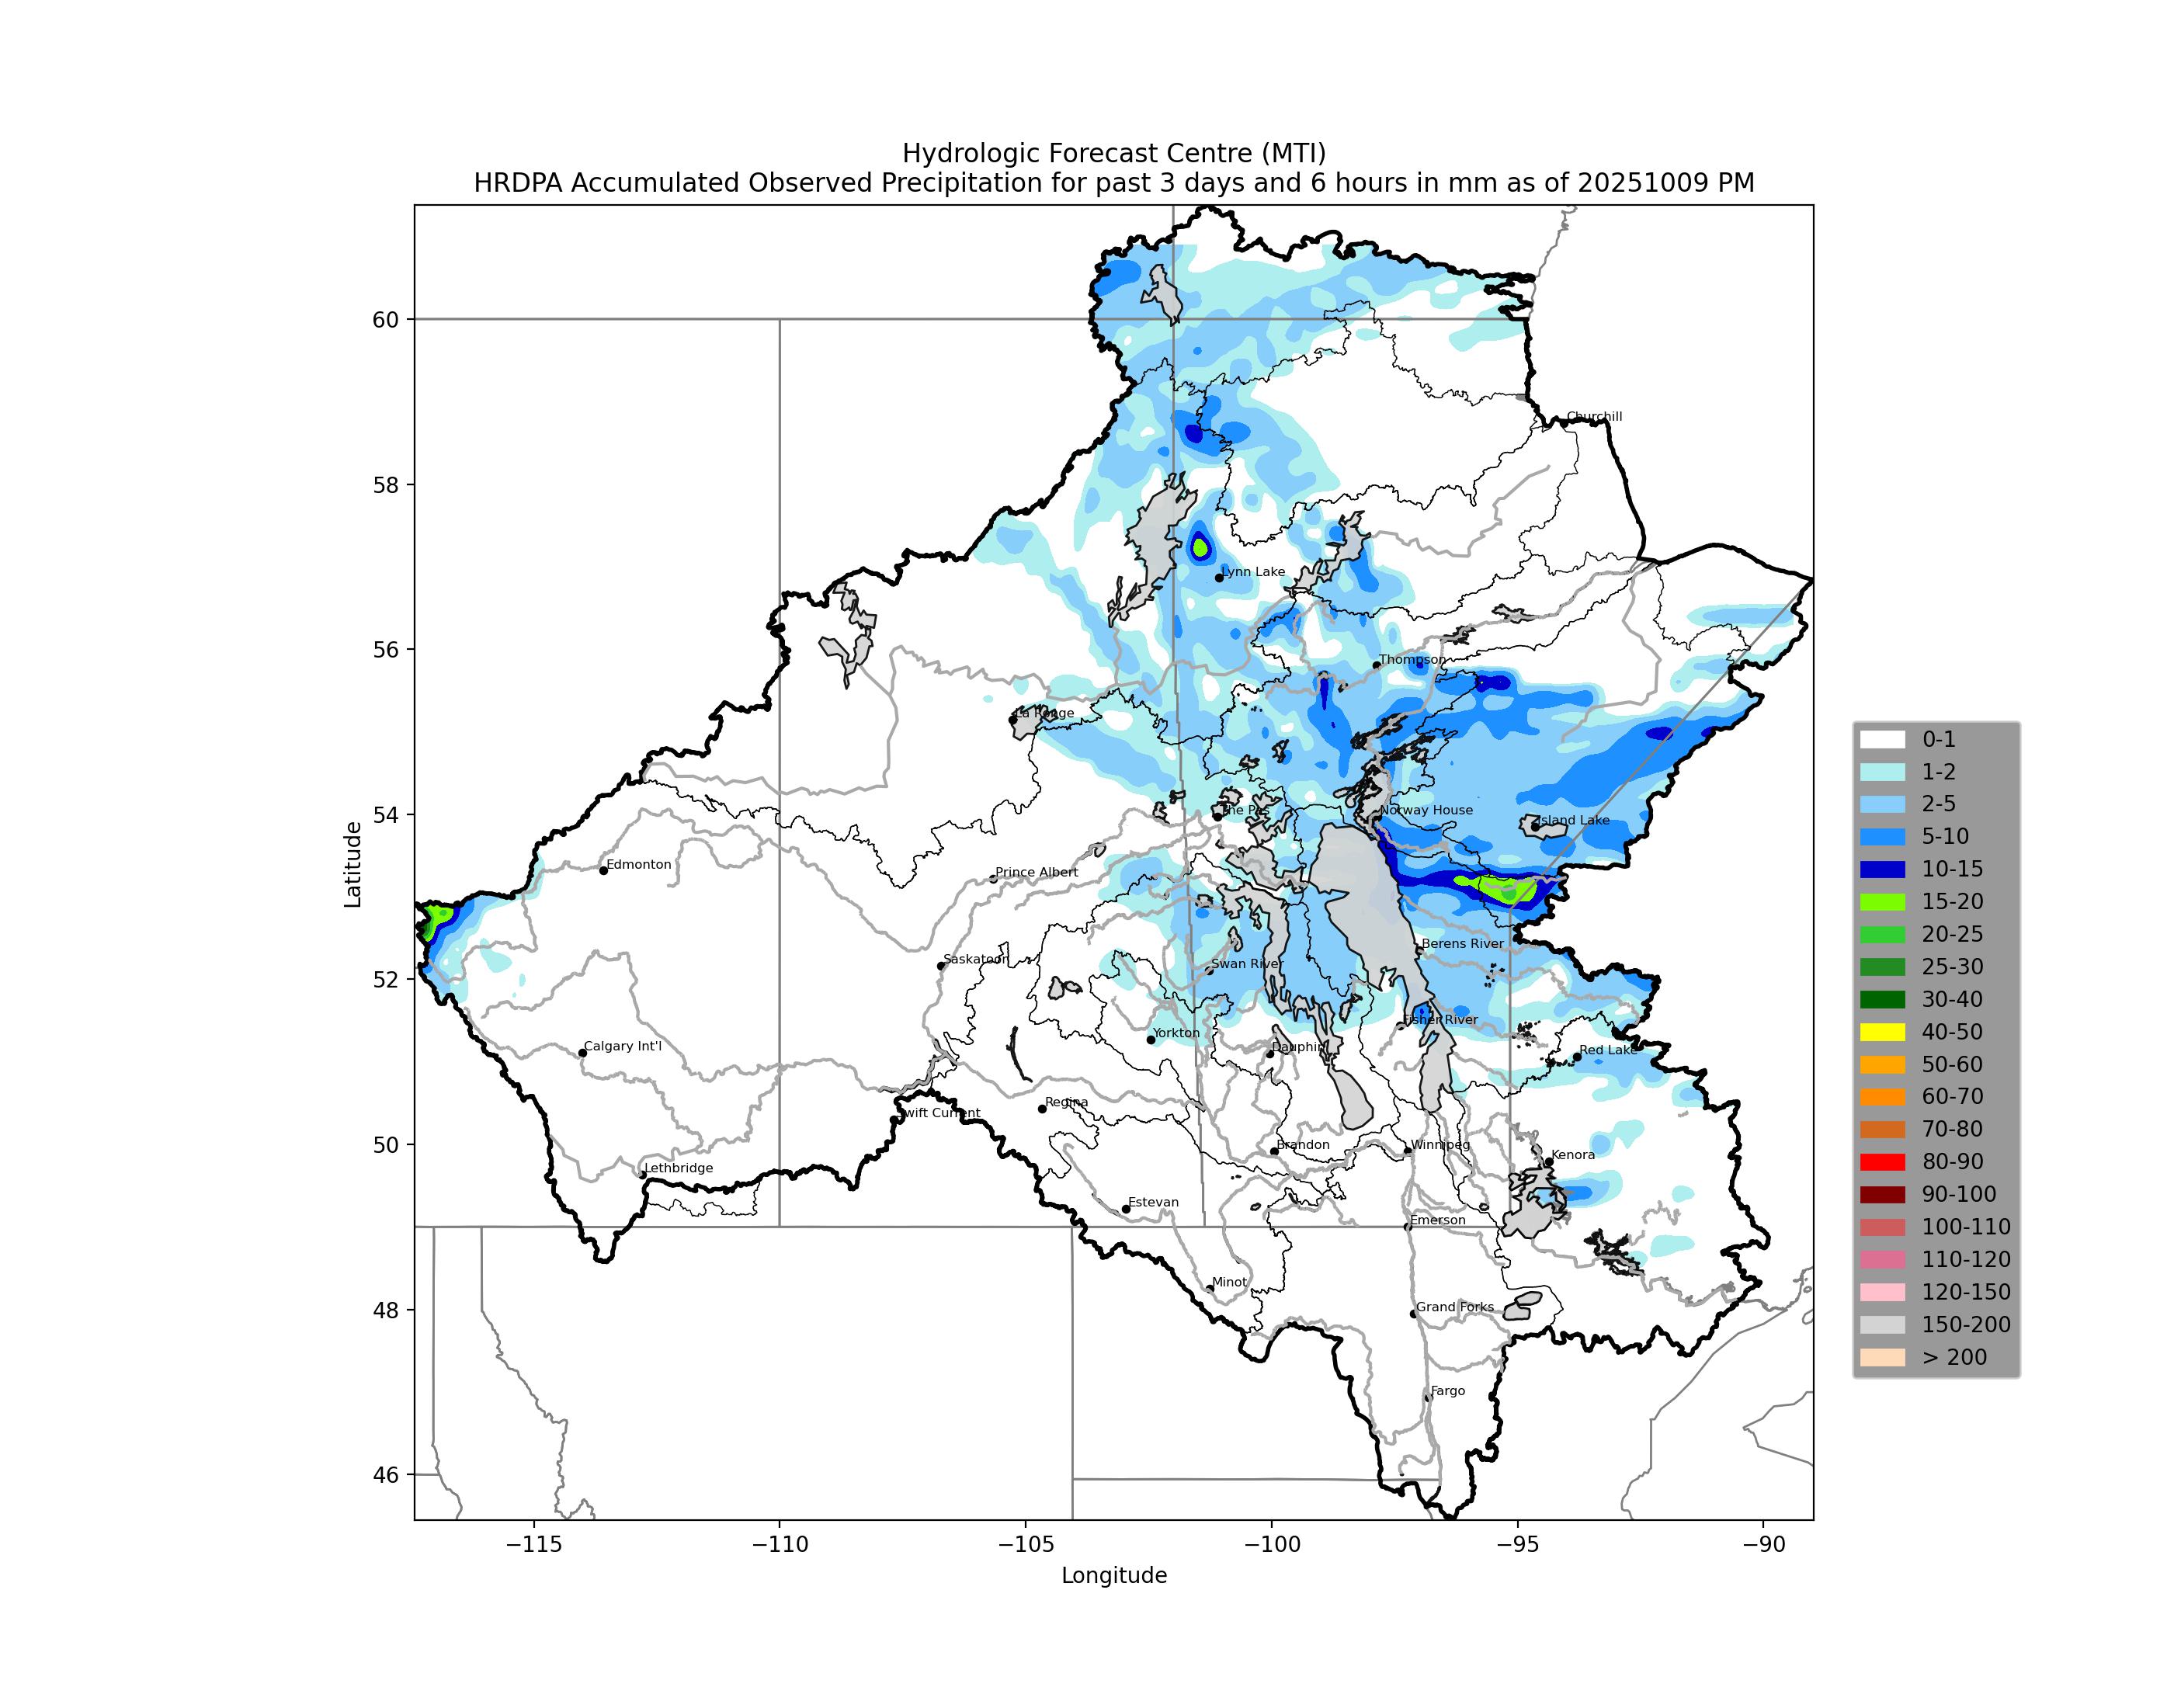 Hydrologic Forecast Centre (MTI)
HRDPA Accumulated Observed Precipitation for past 3 days and 6 hours in mm as of 20251009 PM
Latitude
60
58
56
54
52
50
48
46
Churchill
Lynn Lake
Thompson
La Ronge
The Pas
Norway House
Island Lake
Edmonton
Prince Albert
Berens River
Saskatoon
Swan River
Fisher River
Yorkton
Calgary Int'l
Dauphin
Red Lake
Regina
Swift Current
Brandon
Winnipeg
Kenora
Lethbridge
Estevan
Emerson
Minot
Grand Forks
Fargo
−115
−110
−105
−100
−95
−90
Longitude
0-1
1-2
2-5
5-10
10-15
15-20
20-25
25-30
30-40
40-50
50-60
60-70
70-80
80-90
90-100
100-110
110-120
120-150
150-200
> 200